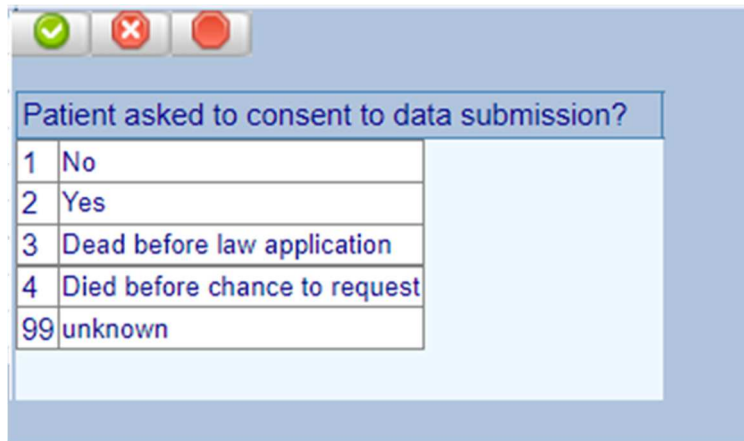 Patient asked to consent to data submission?
1 No
2 Yes
3 Dead before law application
4 Died before chance to request
99 unknown